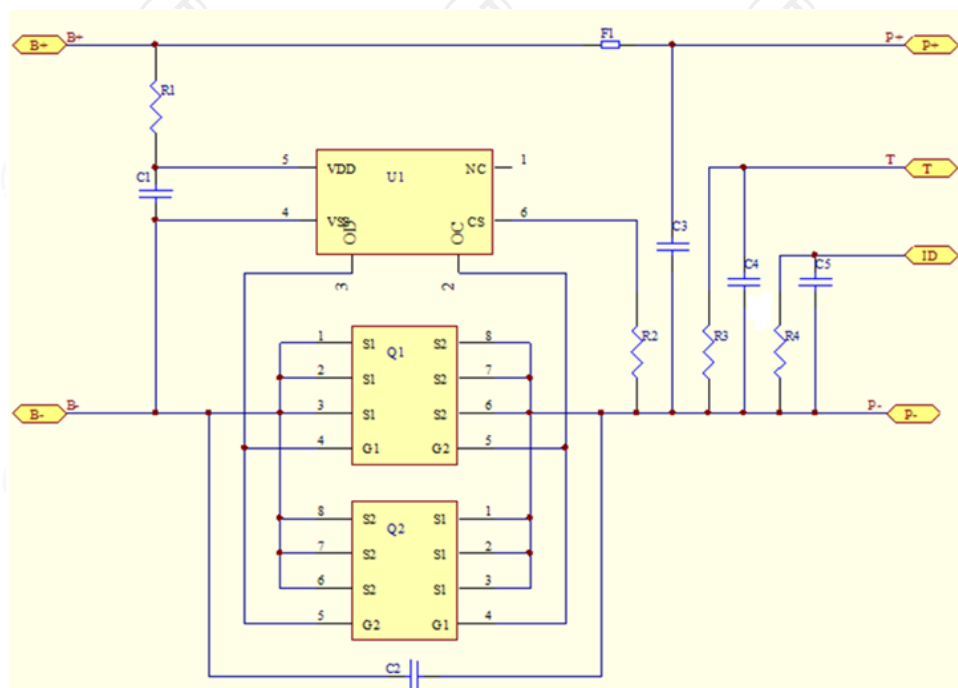 B+ B+ F1 P+ P+
R1
5 VDD U1 NC 1
C1
T T
4 VSS CS 6
OD OC
C3
ID
C4 C5
3 2
1 S1 Q1 S2 8
R2 R3 R4
2 S1 S2 7
B- B- 3 S1 S2 6 P- P-
4 G1 G2 5
8 S2 Q2 S1 1
7 S2 S1 2
6 S2 S1 3
5 G2 G1 4
C2